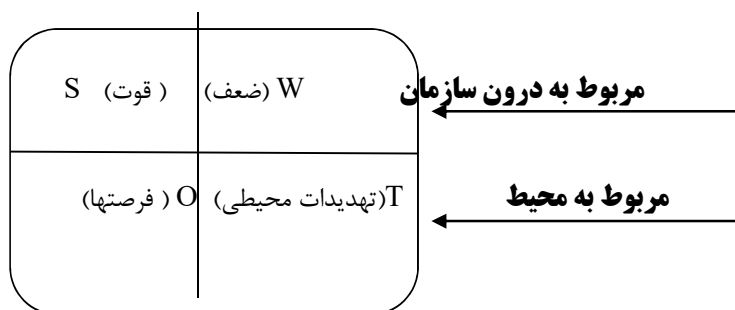 S ( قوت)
W (ضعف)
مربوط به درون سازمان
O ( فرصتها)
T(تهدیدات محیطی)
مربوط به محیط